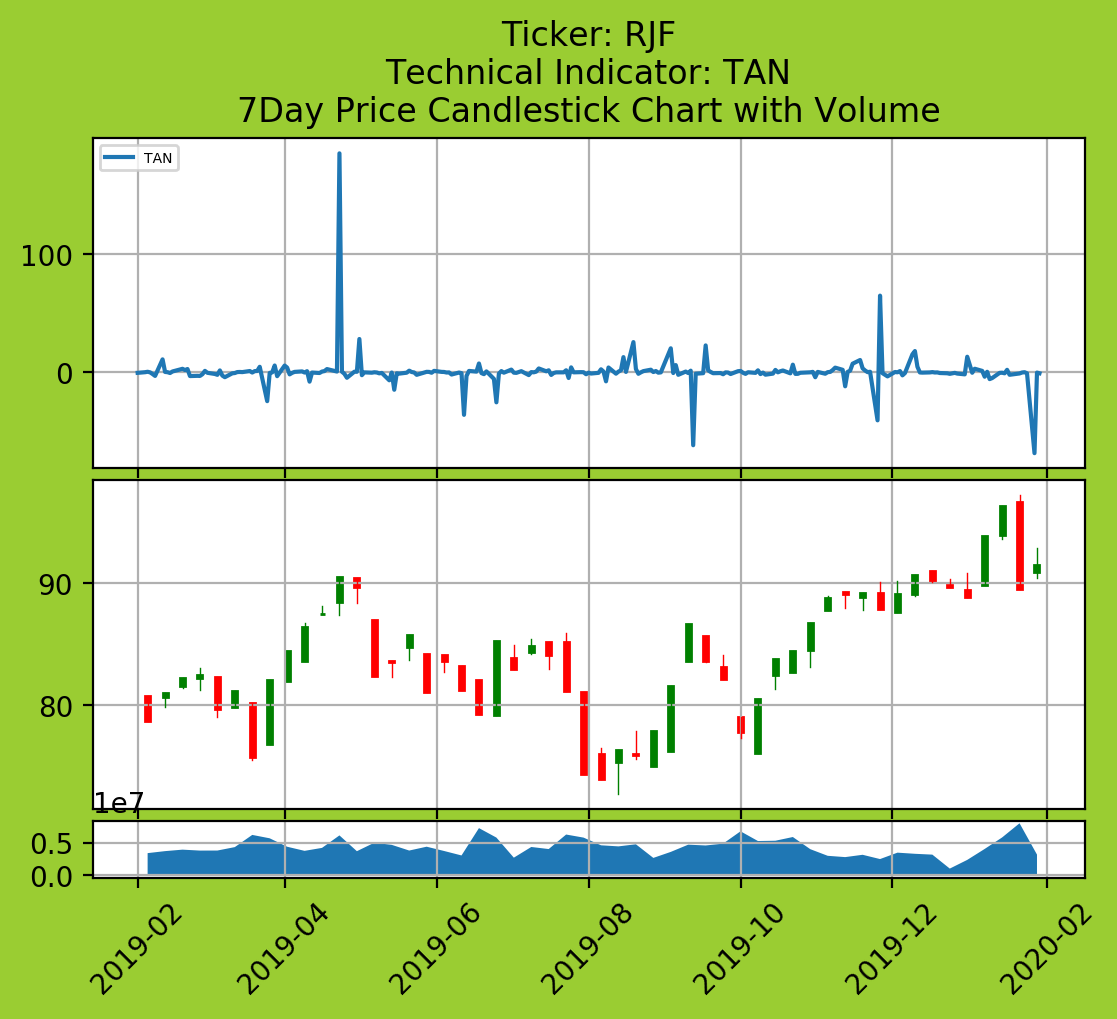 Ticker: RJF
Technical Indicator: TAN
7Day Price Candlestick Chart with Volume
TAN
100
0
90
80
1e7
0.5
0.0
2019-02
2019-04
2019-06
2019-08
2019-10
2019-12
2020-02